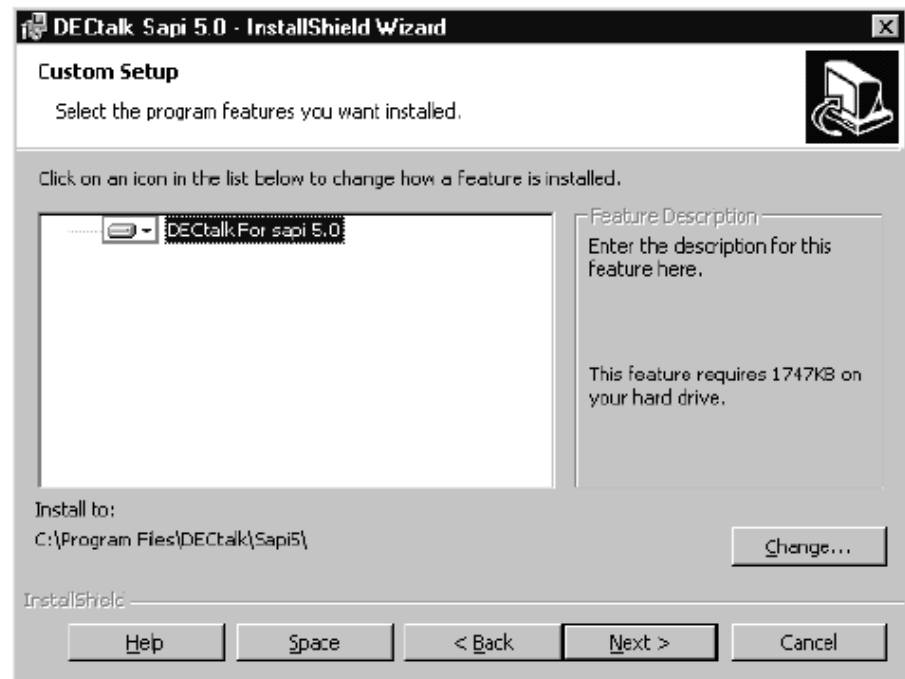 DECtalk Sapi 5.0 - InstallShield Wizard
Custom Setup
Select the program features you want installed.
Click on an icon in the list below to change how a feature is installed.
DECtalk For sapi 5.0
Feature Description
Enter the description for this
feature here.
This feature requires 1747KB on
your hard drive.
Install to:
C:\Program Files\DECtalk\Sapi5\
Change...
InstallShield
Help
Space
< Back
Next >
Cancel